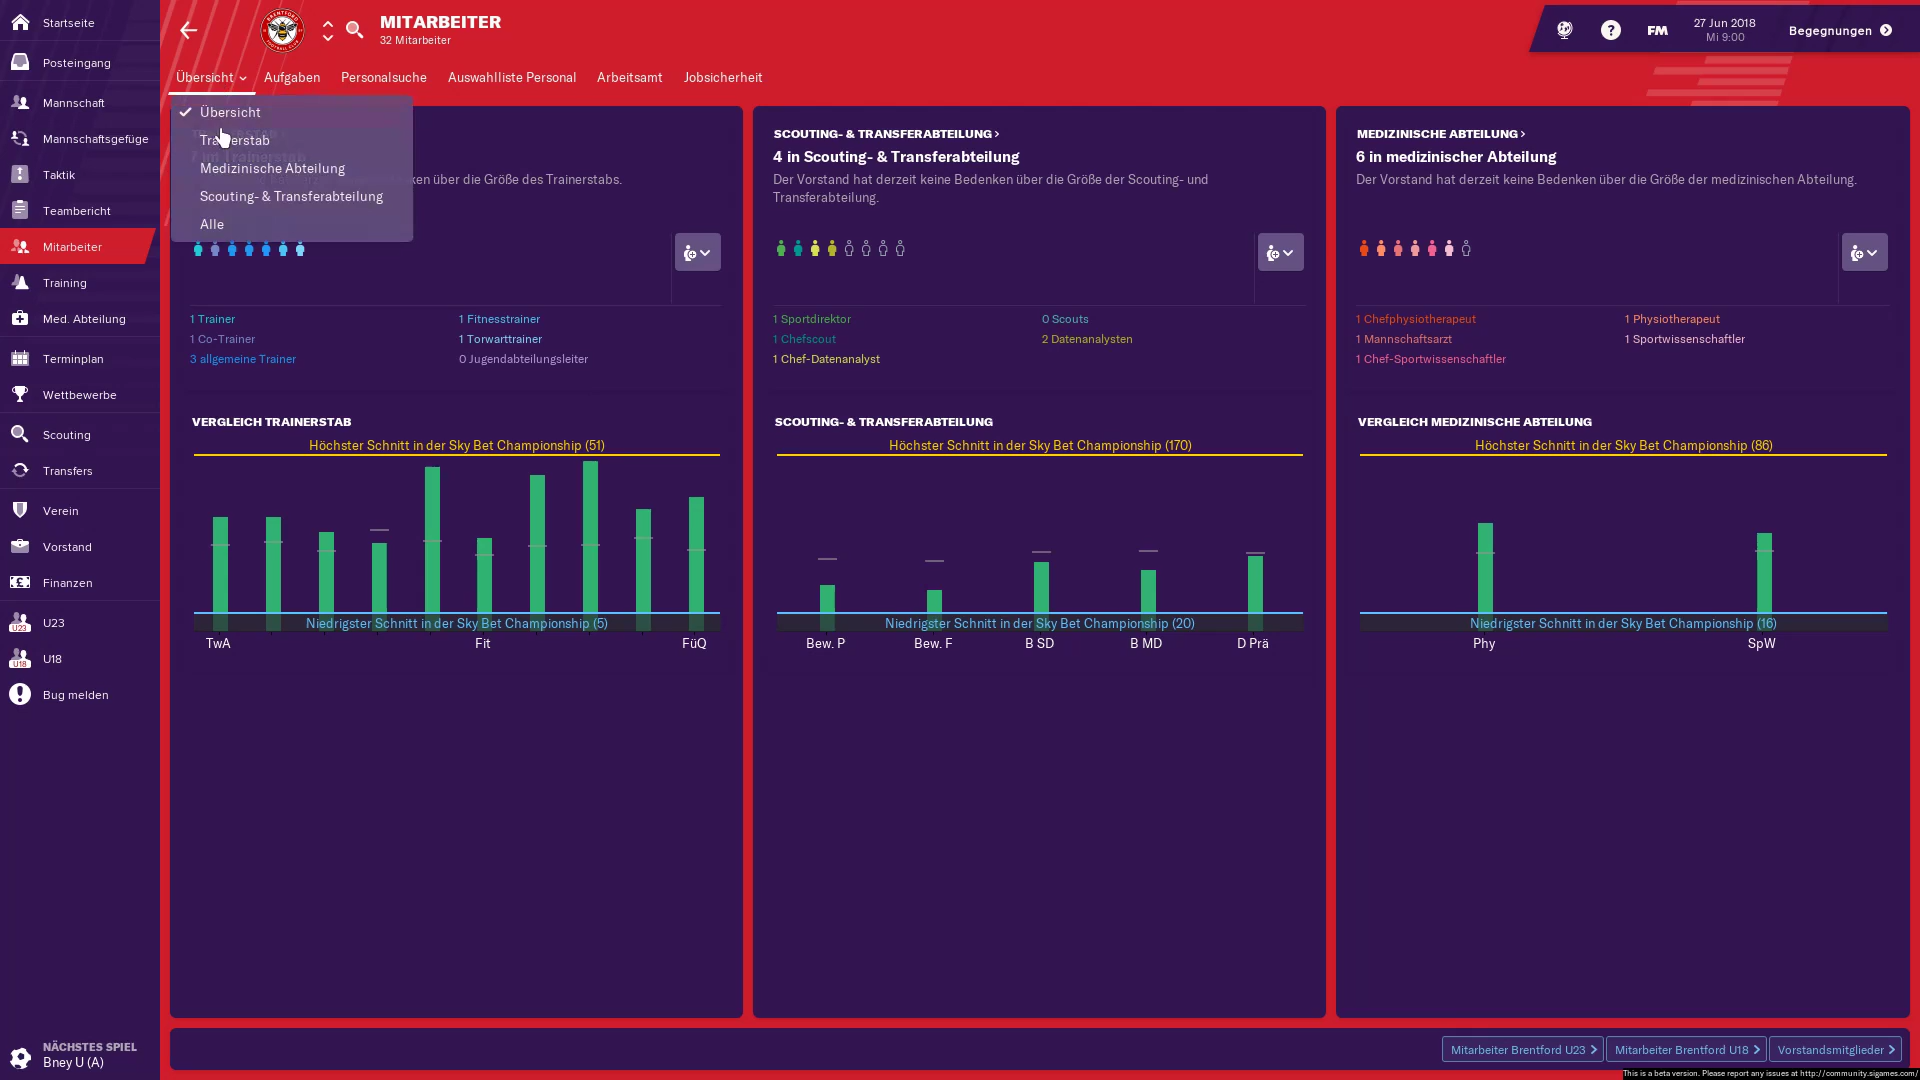 Startseite
Posteingang
Mannschaft
Mannschaftsgefüge
Taktik
Teambericht
Mitarbeiter
Training
Med. Abteilung
Terminplan
Wettbewerbe
Scouting
Transfers
Verein
Vorstand
Finanzen
U23
U23
U18
U18
Bug melden
NÄCHSTES SPIEL
Bney U (A)
MITARBEITER
32 Mitarbeiter
FM
27 Jun 2018
Mi 9:00
Begegnungen
Übersicht
Aufgaben
Personalsuche
Auswahlliste Personal
Arbeitsamt
Jobsicherheit
Übersicht
Trainerstab
Medizinische Abteilung
Scouting- & Transferabteilung
Alle
ken über die Größe des Trainerstabs.
1 Trainer
1 Co-Trainer
3 allgemeine Trainer
1 Fitnesstrainer
1 Torwarttrainer
0 Jugendabteilungsleiter
VERGLEICH TRAINERSTAB
Höchster Schnitt in der Sky Bet Championship (51)
Niedrigster Schnitt in der Sky Bet Championship (5)
TwA
Fit
FüQ
SCOUTING- & TRANSFERABTEILUNG >
4 in Scouting- & Transferabteilung
Der Vorstand hat derzeit keine Bedenken über die Größe der Scouting- und
Transferabteilung.
1 Sportdirektor
1 Chefscout
1 Chef-Datenanalyst
0 Scouts
2 Datenanalysten
SCOUTING- & TRANSFERABTEILUNG
Höchster Schnitt in der Sky Bet Championship (170)
Niedrigster Schnitt in der Sky Bet Championship (20)
Bew. P
Bew. F
B SD
B MD
D Prä
MEDIZINISCHE ABTEILUNG >
6 in medizinischer Abteilung
Der Vorstand hat derzeit keine Bedenken über die Größe der medizinischen Abteilung.
1 Chefphysiotherapeut
1 Mannschaftsarzt
1 Chef-Sportwissenschaftler
1 Physiotherapeut
1 Sportwissenschaftler
VERGLEICH MEDIZINISCHE ABTEILUNG
Höchster Schnitt in der Sky Bet Championship (86)
Niedrigster Schnitt in der Sky Bet Championship (16)
Phy
SpW
Mitarbeiter Brentford U23
Mitarbeiter Brentford U18
Vorstandsmitglieder
This is a beta version. Please report any issues at http://community.sigames.com/